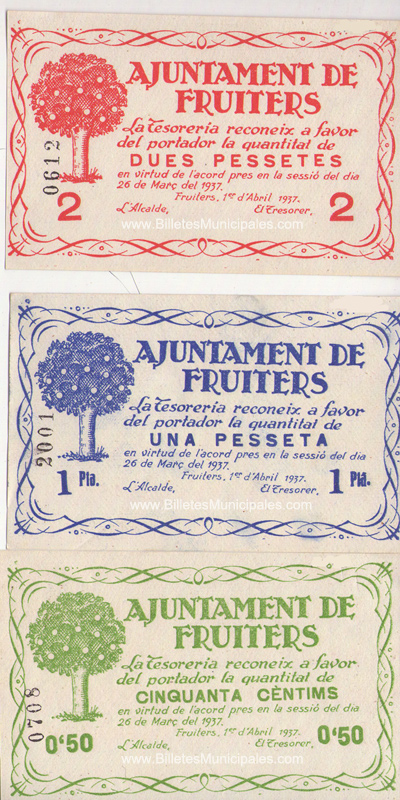 AJUNTAMENT DE
FRUITERS
La Tesoreria reconeix a favor
del portador la quantitat de
DUES PESSETES
en virtud de l'acord pres en la sessió del dia
26 de Març del 1937.
Fruiters, 1er d'Abril 1937.
L'Alcalde, El Tresorer,
0612
2 2
www.BilletesMunicipales.com
AJUNTAMENT DE
FRUITERS
La Tesoreria reconeix a favor
del portador la quantitat de
UNA PESSETA
en virtud de l'acord pres en la sessió del dia
26 de Març del 1937.
Fruiters, 1er d'Abril 1937.
L'Alcalde, El Tresorer,
2001
1 Pta. 1 Pta.
www.BilletesMunicipales.com
AJUNTAMENT DE
FRUITERS
La Tesoreria reconeix a favor
del portador la quantitat de
CINQUANTA CÈNTIMS
en virtud de l'acord pres en la sessió del dia
26 de Març del 1937.
Fruiters, 1er d'Abril 1937.
L'Alcalde, El Tresorer,
0708
0'50 0'50
www.BilletesMunicipales.com